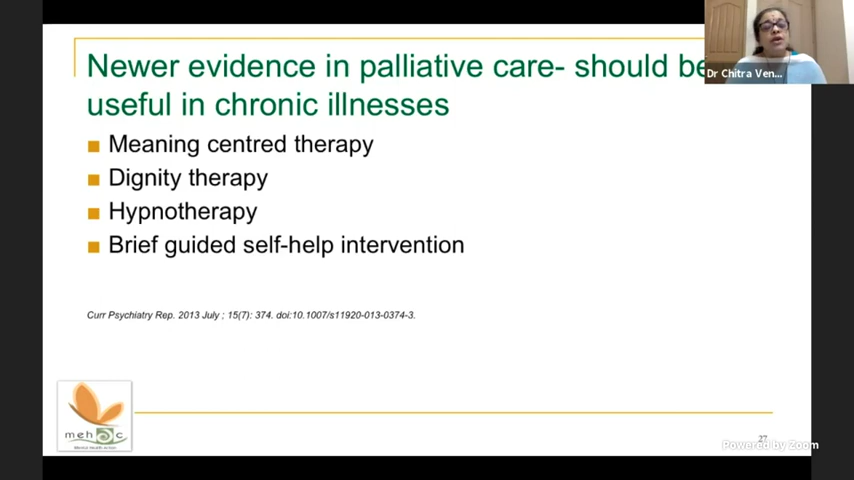 Newer evidence in palliative care- should be
useful in chronic illnesses
Meaning centred therapy
Dignity therapy
Hypnotherapy
Brief guided self-help intervention
Curr Psychiatry Rep. 2013 July ; 15(7): 374. doi:10.1007/s11920-013-0374-3.
Dr Chitra Ven...
mehac
27
Powered by Zoom